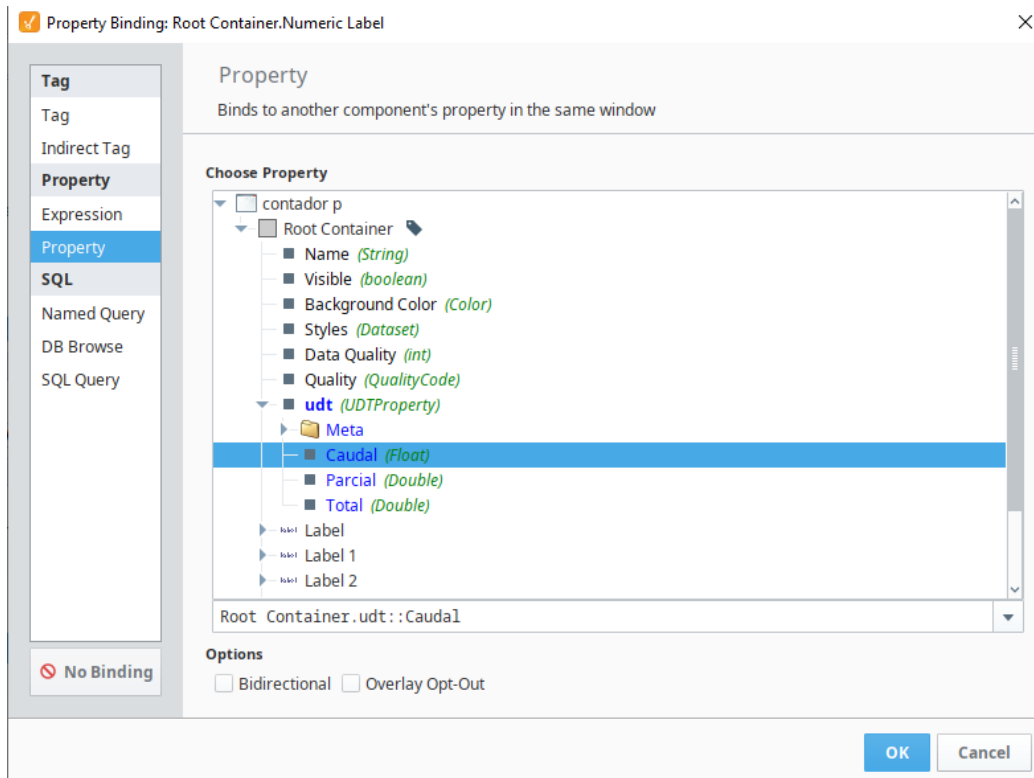 Property Binding: Root Container.Numeric Label
Tag
Tag
Indirect Tag
Property
Expression
Property
SQL
Named Query
DB Browse
SQL Query
No Binding
Property
Binds to another component's property in the same window
Choose Property
contador p
Root Container
Name (String)
Visible (boolean)
Background Color (Color)
Styles (Dataset)
Data Quality (int)
Quality (QualityCode)
udt (UDTProperty)
Meta
Caudal (Float)
Parcial (Double)
Total (Double)
Label
Label 1
Label 2
Root Container.udt::Caudal
Options
Bidirectional Overlay Opt-Out
OK Cancel